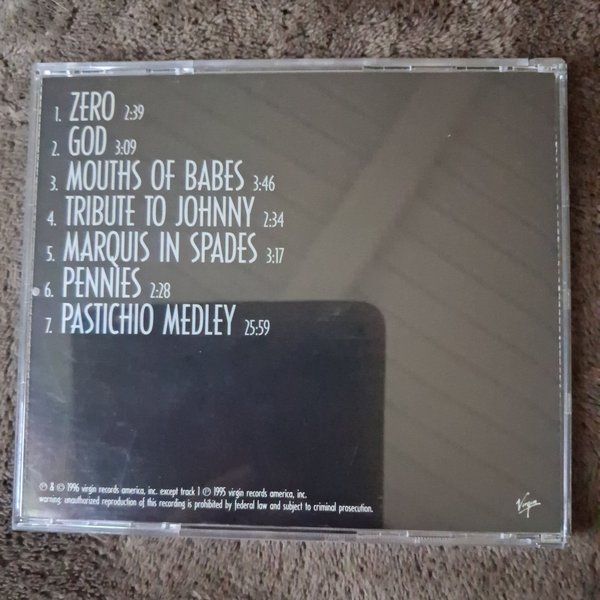 1. ZERO 2:39
2. GOD 3:09
3. MOUTHS OF BABES 3:46
4. TRIBUTE TO JOHNNY 2:34
5. MARQUIS IN SPADES 3:17
6. PENNIES 2:28
7. PASTICHIO MEDLEY 25:59
℗ & © 1996 virgin records america, inc. except track 1 ℗ 1995 virgin records america, inc.
warning: unauthorized reproduction of this recording is prohibited by federal law and subject to criminal prosecution.
Virgin